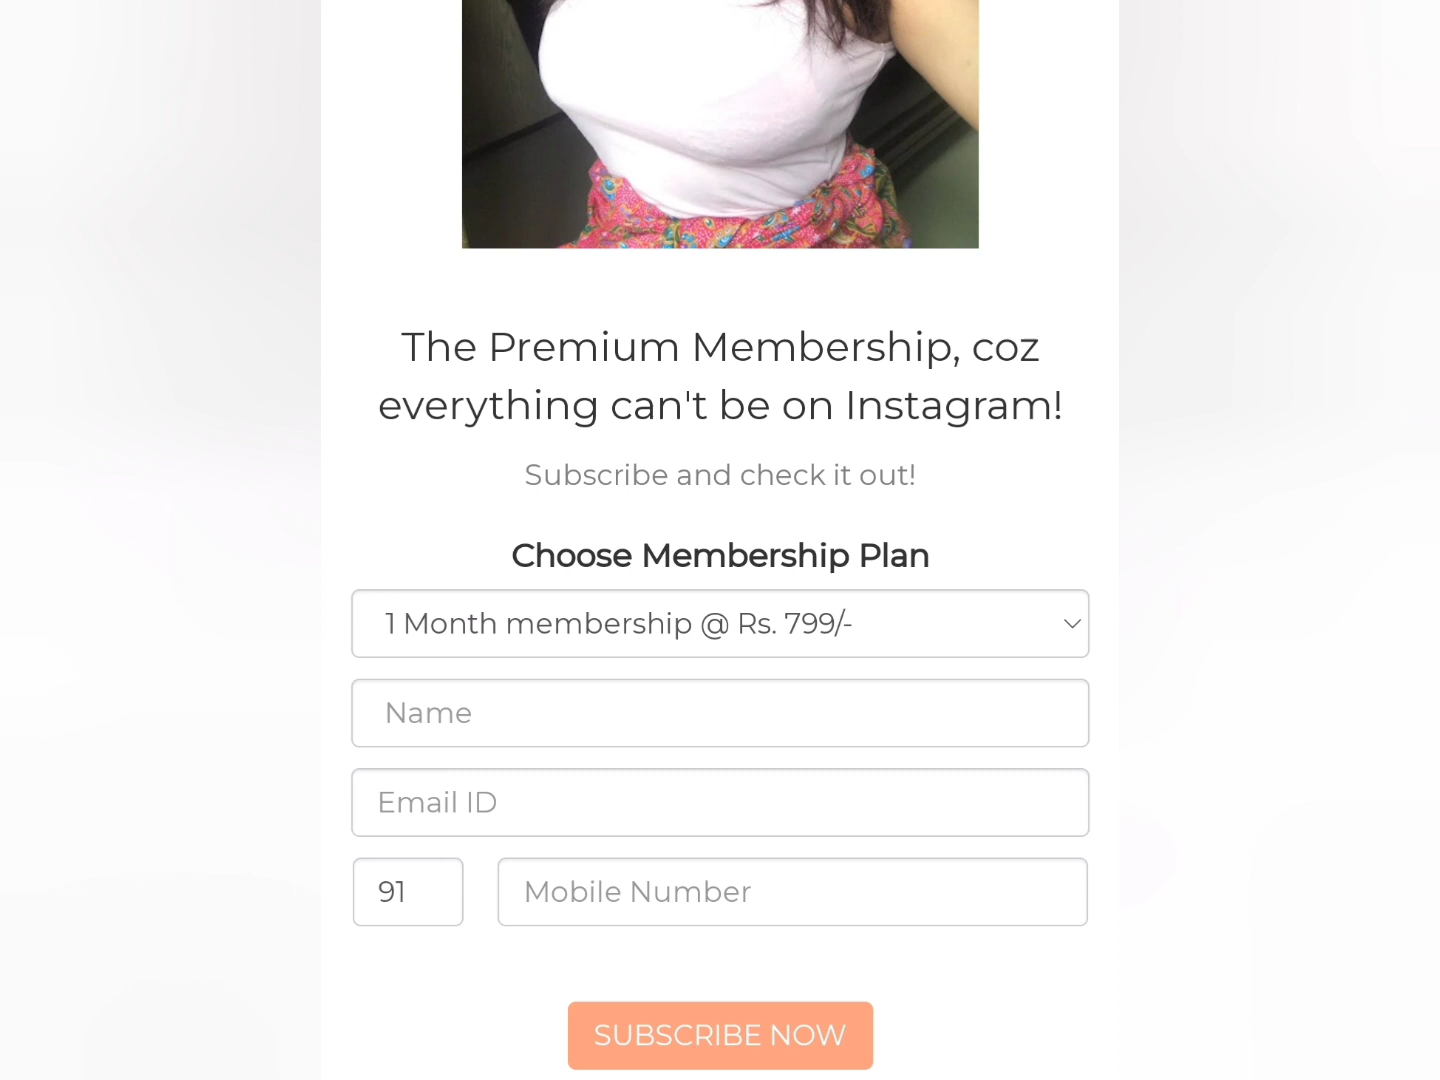 The Premium Membership, coz
everything can't be on Instagram!
Subscribe and check it out!
Choose Membership Plan
1 Month membership @ Rs. 799/-
Name
Email ID
91
Mobile Number
SUBSCRIBE NOW